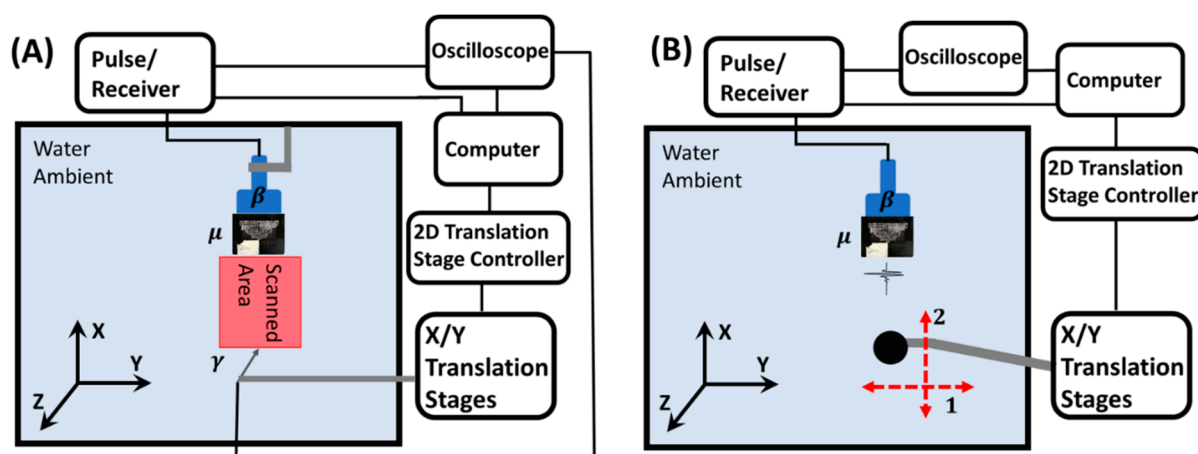 (A)
Pulse/
Receiver
Oscilloscope
Computer
2D Translation
Stage Controller
X/Y
Translation
Stages
Water
Ambient
β
μ
Scanned
Area
γ
X
Y
Z
(B)
Pulse/
Receiver
Oscilloscope
Computer
2D Translation
Stage Controller
X/Y
Translation
Stages
Water
Ambient
β
μ
2
1
X
Y
Z